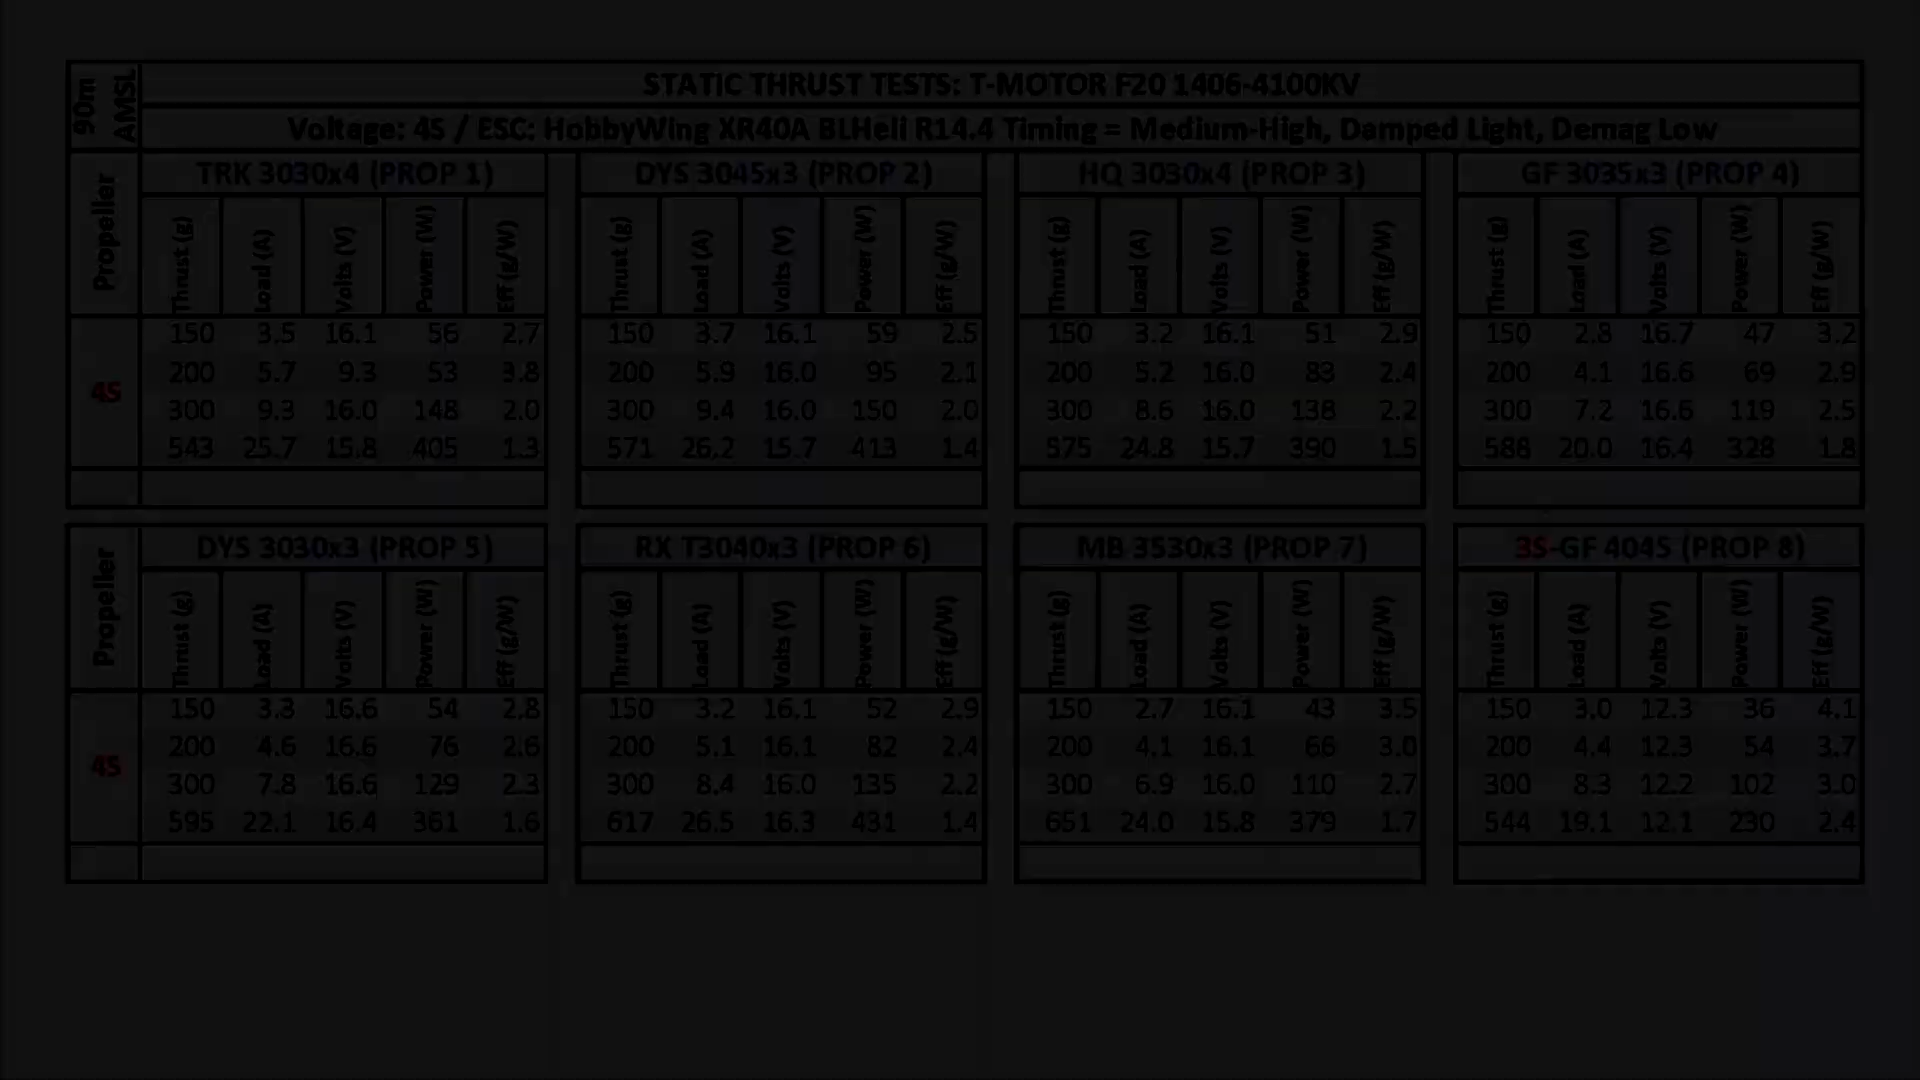 90m AMSL
STATIC THRUST TESTS: T-MOTOR F20 1406-4100KV
Voltage: 4S / ESC: HobbyWing XR40A BLHeli R14.4 Timing = Medium-High, Damped Light, Demag Low
Propeller TRK 3030x4 (PROP 1) DYS 3045x3 (PROP 2) HQ 3030x4 (PROP 3) GF 3035x3 (PROP 4)
Thrust (g) Load (A) Volts (V) Power (W) Eff (g/W) Thrust (g) Load (A) Volts (V) Power (W) Eff (g/W) Thrust (g) Load (A) Volts (V) Power (W) Eff (g/W) Thrust (g) Load (A) Volts (V) Power (W) Eff (g/W)
4S
150 3.5 16.1 56 2.7 150 3.7 16.1 59 2.5 150 3.2 16.1 51 2.9 150 2.8 16.7 47 3.2
200 5.7 9.3 53 3.8 200 5.9 16.0 95 2.1 200 5.2 16.0 83 2.4 200 4.1 16.6 69 2.9
300 9.3 16.0 148 2.0 300 9.4 16.0 150 2.0 300 8.6 16.0 138 2.2 300 7.2 16.6 119 2.5
543 25.7 15.8 405 1.3 571 26.2 15.7 413 1.4 575 24.8 15.7 390 1.5 588 20.0 16.4 328 1.8
Propeller DYS 3030x3 (PROP 5) RX T3040x3 (PROP 6) MB 3530x3 (PROP 7) 3S-GF 4045 (PROP 8)
Thrust (g) Load (A) Volts (V) Power (W) Eff (g/W) Thrust (g) Load (A) Volts (V) Power (W) Eff (g/W) Thrust (g) Load (A) Volts (V) Power (W) Eff (g/W) Thrust (g) Load (A) Volts (V) Power (W) Eff (g/W)
4S
150 3.3 16.6 54 2.8 150 3.2 16.1 52 2.9 150 2.7 16.1 43 3.5 150 3.0 12.3 36 4.1
200 4.6 16.6 76 2.6 200 5.1 16.1 82 2.4 200 4.1 16.1 66 3.0 200 4.4 12.3 54 3.7
300 7.8 16.6 129 2.3 300 8.4 16.0 135 2.2 300 6.9 16.0 110 2.7 300 8.3 12.2 102 3.0
595 22.1 16.4 361 1.6 617 26.5 16.3 431 1.4 651 24.0 15.8 379 1.7 544 19.1 12.1 230 2.4